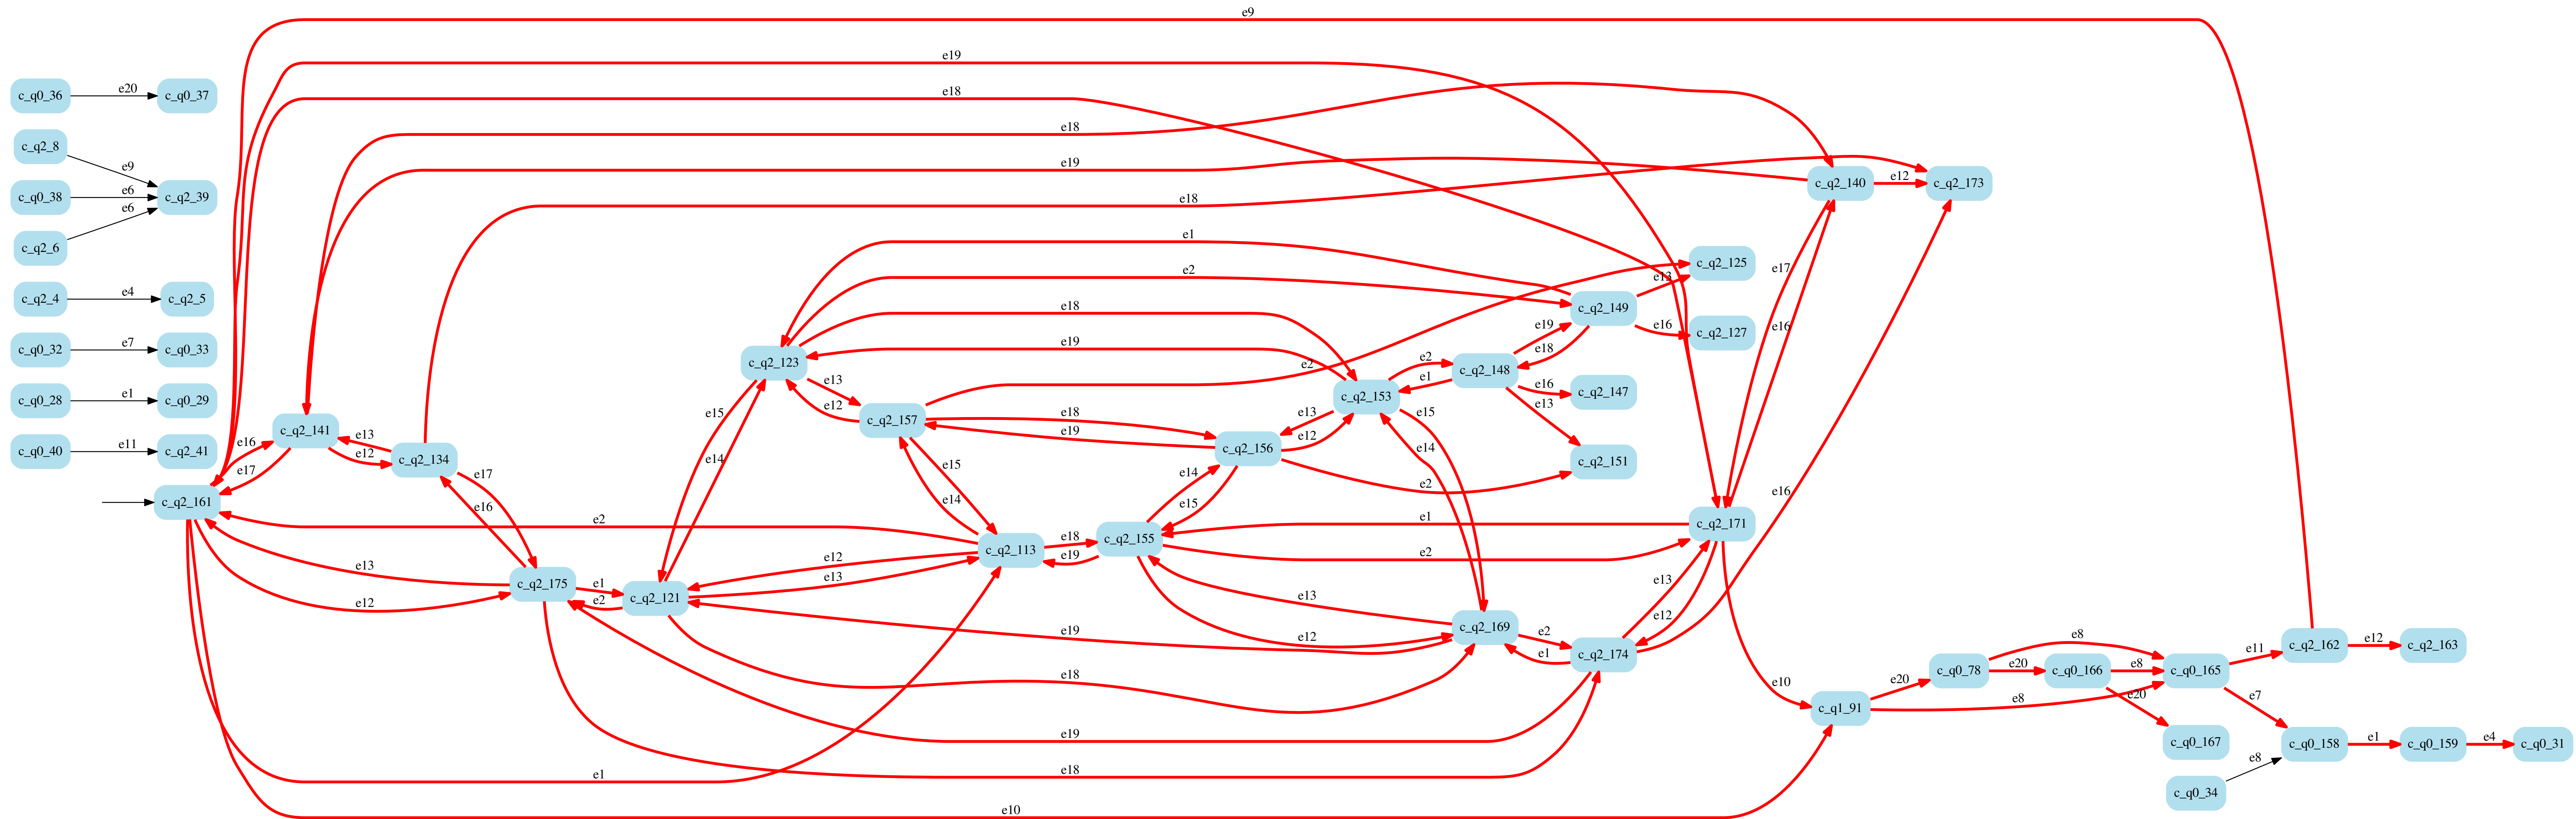 e9
e19
e18
c_q0_36 e20 c_q0_37
e18
c_q2_8
e9
e19
c_q2_140 e12 c_q2_173
c_q0_38 e6 c_q2_39
e18
e6
c_q2_6
e1
c_q2_125
e17
e2
e13
c_q2_4 e4 c_q2_5
e18
c_q2_149
e19 e16 c_q2_127
e16
c_q0_32 e7 c_q0_33
e19
e18
c_q2_123
e2 c_q2_148
e2
e13
e1
e16 c_q2_147
c_q0_28 e1 c_q0_29
c_q2_153
e12
e13
e15
e18
e13
e15
c_q2_157
c_q2_141
e13
e19
e12
c_q2_156
e16
c_q0_40 e11 c_q2_41
e12
c_q2_134
e14
c_q2_151
e17
e17
e15
e14
e2
e14
c_q2_161
e16
e14
e15
e16
e2
e1
c_q2_171
e18
c_q2_155
c_q2_113
e19
e2
e12
e13
e1
e13
e13
c_q2_175
e13
c_q2_121
e2
e12
e12
e19
c_q2_169
e2
e12
e8
c_q2_162 e12 c_q2_163
e1
c_q2_174
e11
c_q0_78 e20 c_q0_166 e8 c_q0_165
e18
e10
e20
e20
e7
e8
c_q1_91
e19
e1
e4
c_q0_167
c_q0_158
c_q0_159
c_q0_31
e18
e1
e8
c_q0_34
e10